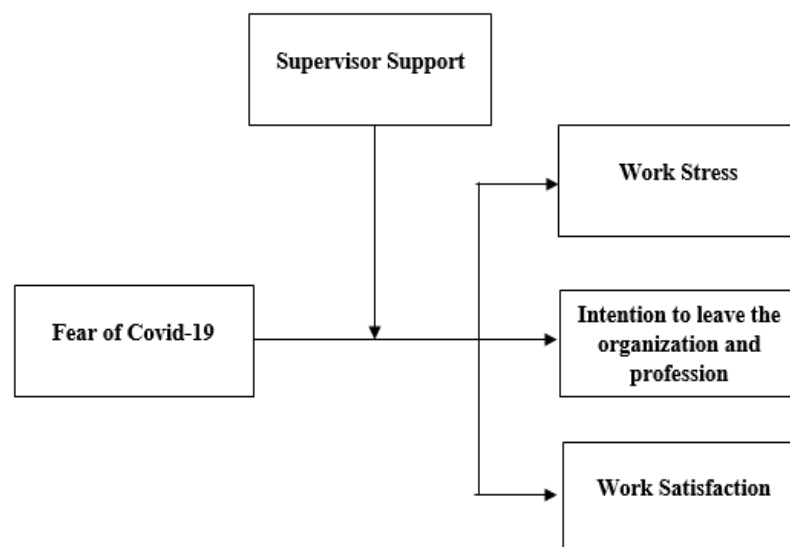 Supervisor Support
Work Stress
Fear of Covid-19
Intention to leave the
organization and
profession
Work Satisfaction